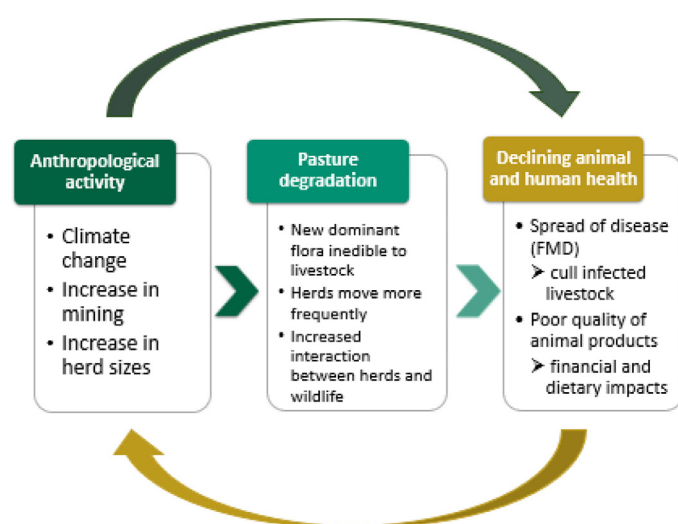 Anthropological
activity
• Climate
change
• Increase in
mining
• Increase in
herd sizes
Pasture
degradation
• New dominant
flora inedible to
livestock
• Herds move more
frequently
• Increased
interaction
between herds and
wildlife
Declining animal
and human health
• Spread of disease
(FMD)
➢ cull infected
livestock
• Poor quality of
animal products
➢ financial and
dietary impacts